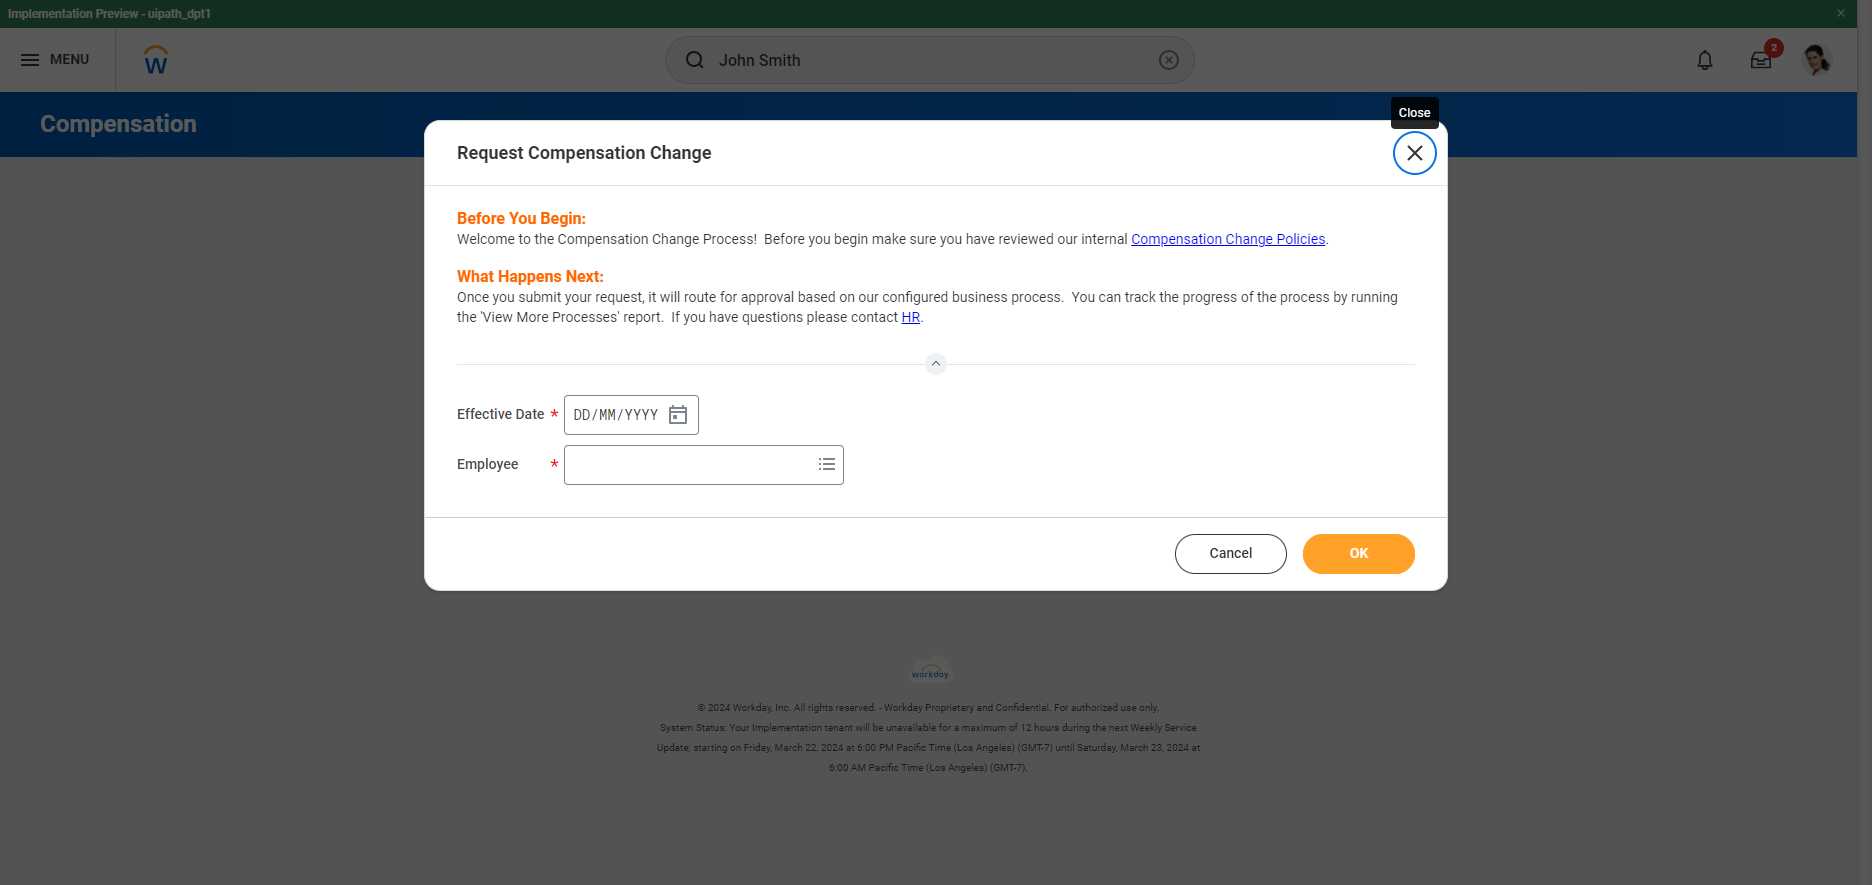 Implementation Preview - uipath_dpt1
MENU
W
John Smith
2
Compensation
Close
Request Compensation Change
Before You Begin:
Welcome to the Compensation Change Process!  Before you begin make sure you have reviewed our internal Compensation Change Policies.
What Happens Next:
Once you submit your request, it will route for approval based on our configured business process.  You can track the progress of the process by running
the 'View More Processes' report.  If you have questions please contact HR.
Effective Date * DD/MM/YYYY
Employee *
Cancel
OK
workday
© 2024 Workday, Inc. All rights reserved. - Workday Proprietary and Confidential. For authorized use only.
System Status: Your Implementation tenant will be unavailable for a maximum of 12 hours during the next Weekly Service
Update; starting on Friday, March 22, 2024 at 6:00 PM Pacific Time (Los Angeles) (GMT-7) until Saturday, March 23, 2024 at
6:00 AM Pacific Time (Los Angeles) (GMT-7).